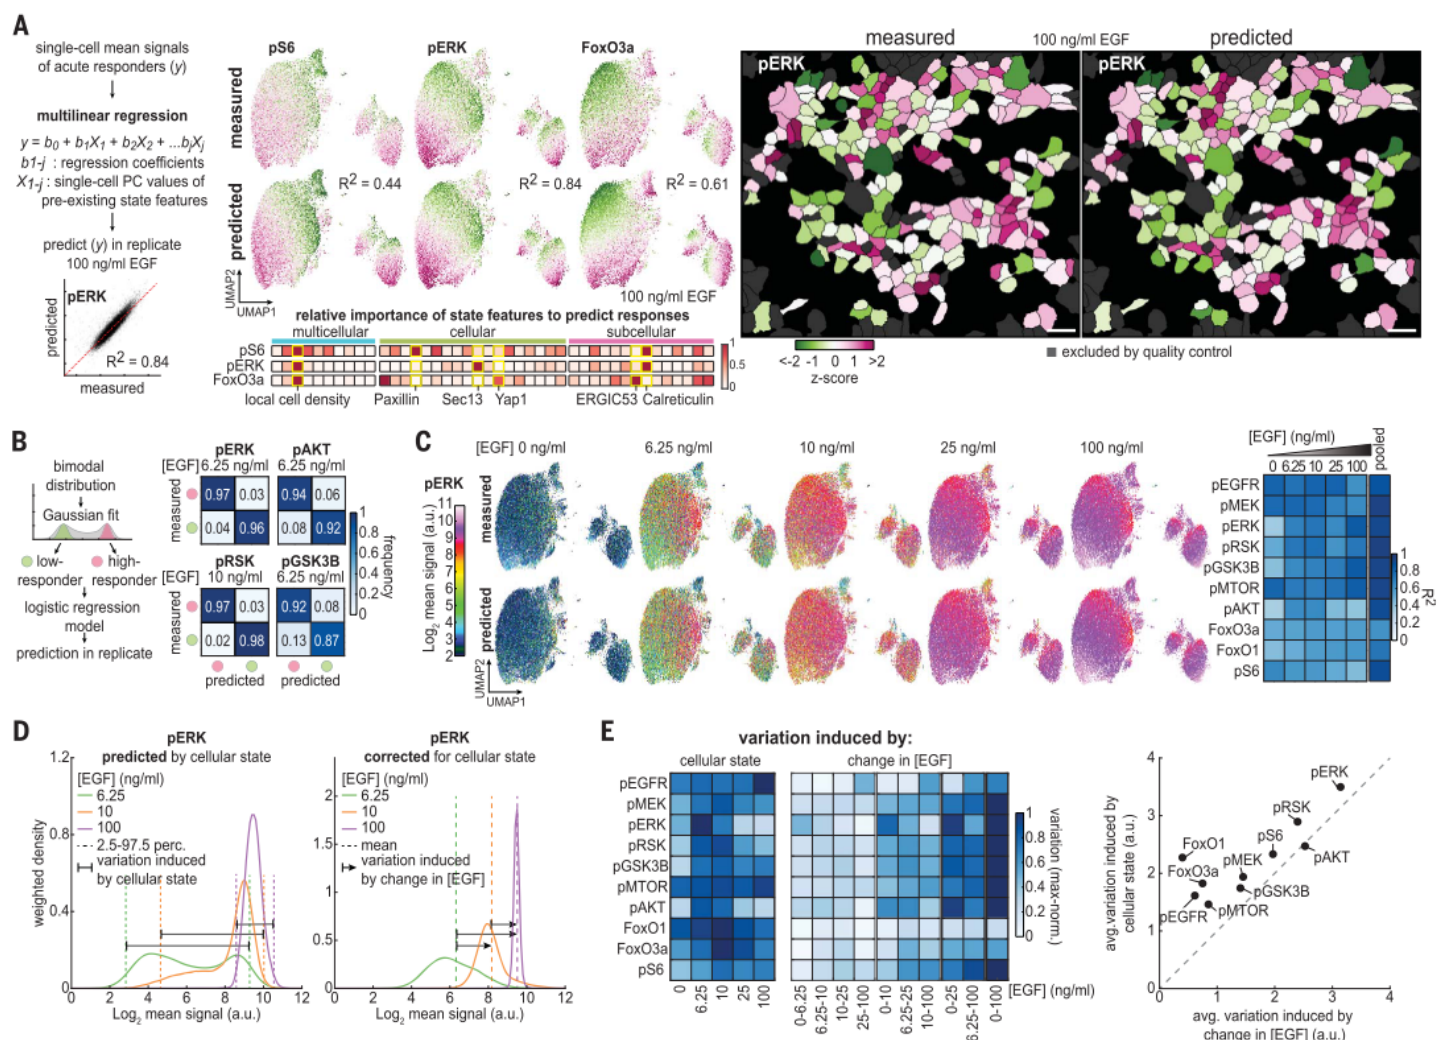 A
single-cell mean signals
of acute responders (y)
multilinear regression
y = b0 + b1X1 + b2X2 + ...bjXj
b1-j : regression coefficients
X1-j : single-cell PC values of
pre-existing state features
predict (y) in replicate
100 ng/ml EGF
pERK
predicted
R2 = 0.84
measured
pS6
pERK
FoxO3a
measured
R2 = 0.44
R2 = 0.84
R2 = 0.61
predicted
UMAP2
UMAP1
100 ng/ml EGF
relative importance of state features to predict responses
multicellular
cellular
subcellular
pS6
pERK
FoxO3a
1
0.5
0
local cell density
Paxillin
Sec13
Yap1
ERGIC53
Calreticulin
measured
100 ng/ml EGF
predicted
pERK
pERK
<-2 -1 0 1 >2
z-score
excluded by quality control
B
bimodal
distribution
Gaussian fit
low-
responder
high-
responder
logistic regression
model
prediction in replicate
pERK
pAKT
[EGF] 6.25 ng/ml
6.25 ng/ml
measured
0.97 0.03
0.04 0.96
0.94 0.06
0.08 0.92
pRSK
pGSK3B
[EGF] 10 ng/ml
6.25 ng/ml
measured
0.97 0.03
0.02 0.98
0.92 0.08
0.13 0.87
predicted
predicted
1
0.8
0.6
0.4
0.2
0
frequency
C
[EGF] 0 ng/ml
6.25 ng/ml
10 ng/ml
25 ng/ml
100 ng/ml
pERK
11
10
9
8
7
6
5
4
3
2
Log2 mean signal (a.u.)
measured
predicted
UMAP2
UMAP1
[EGF] (ng/ml)
0 6.25 10 25 100
pooled
pEGFR
pMEK
pERK
pRSK
pGSK3B
pMTOR
pAKT
FoxO3a
FoxO1
pS6
1
0.8
0.6
0.4
0.2
0
R2
D
pERK
predicted by cellular state
1.2
0.8
0.4
0
weighted density
[EGF] (ng/ml)
6.25
10
100
2.5-97.5 perc.
variation induced
by cellular state
0 2 4 6 8 10 12
Log2 mean signal (a.u.)
pERK
corrected for cellular state
2
1.5
1
0.5
0
[EGF] (ng/ml)
6.25
10
100
mean
variation induced
by change in [EGF]
0 2 4 6 8 10 12
Log2 mean signal (a.u.)
E
variation induced by:
cellular state
change in [EGF]
pEGFR
pMEK
pERK
pRSK
pGSK3B
pMTOR
pAKT
FoxO1
FoxO3a
pS6
0
6.25
10
25
100
0-6.25
6.25-10
10-25
25-100
0-10
6.25-25
10-100
0-25
6.25-100
0-100
[EGF] (ng/ml)
1
0.8
0.6
0.4
0.2
0
variation (max-norm.)
4
3
2
1
0
avg.variation induced by
cellular state (a.u.)
pERK
pRSK
pS6
FoxO1
pMEK
pAKT
FoxO3a
pGSK3B
pEGFR
pMTOR
0 1 2 3 4
avg. variation induced by
change in [EGF] (a.u.)